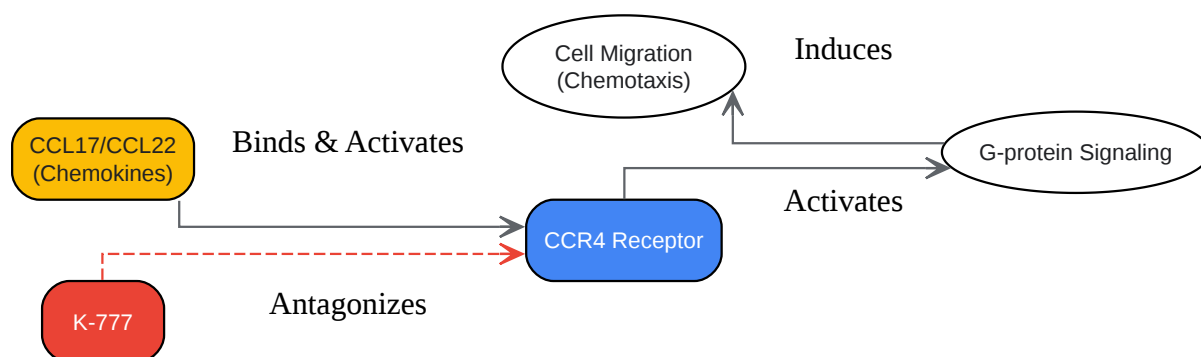 Cell Migration
(Chemotaxis)
Induces
CCL17/CCL22
(Chemokines)
Binds & Activates
G-protein Signaling
Activates
CCR4 Receptor
Antagonizes
K-777